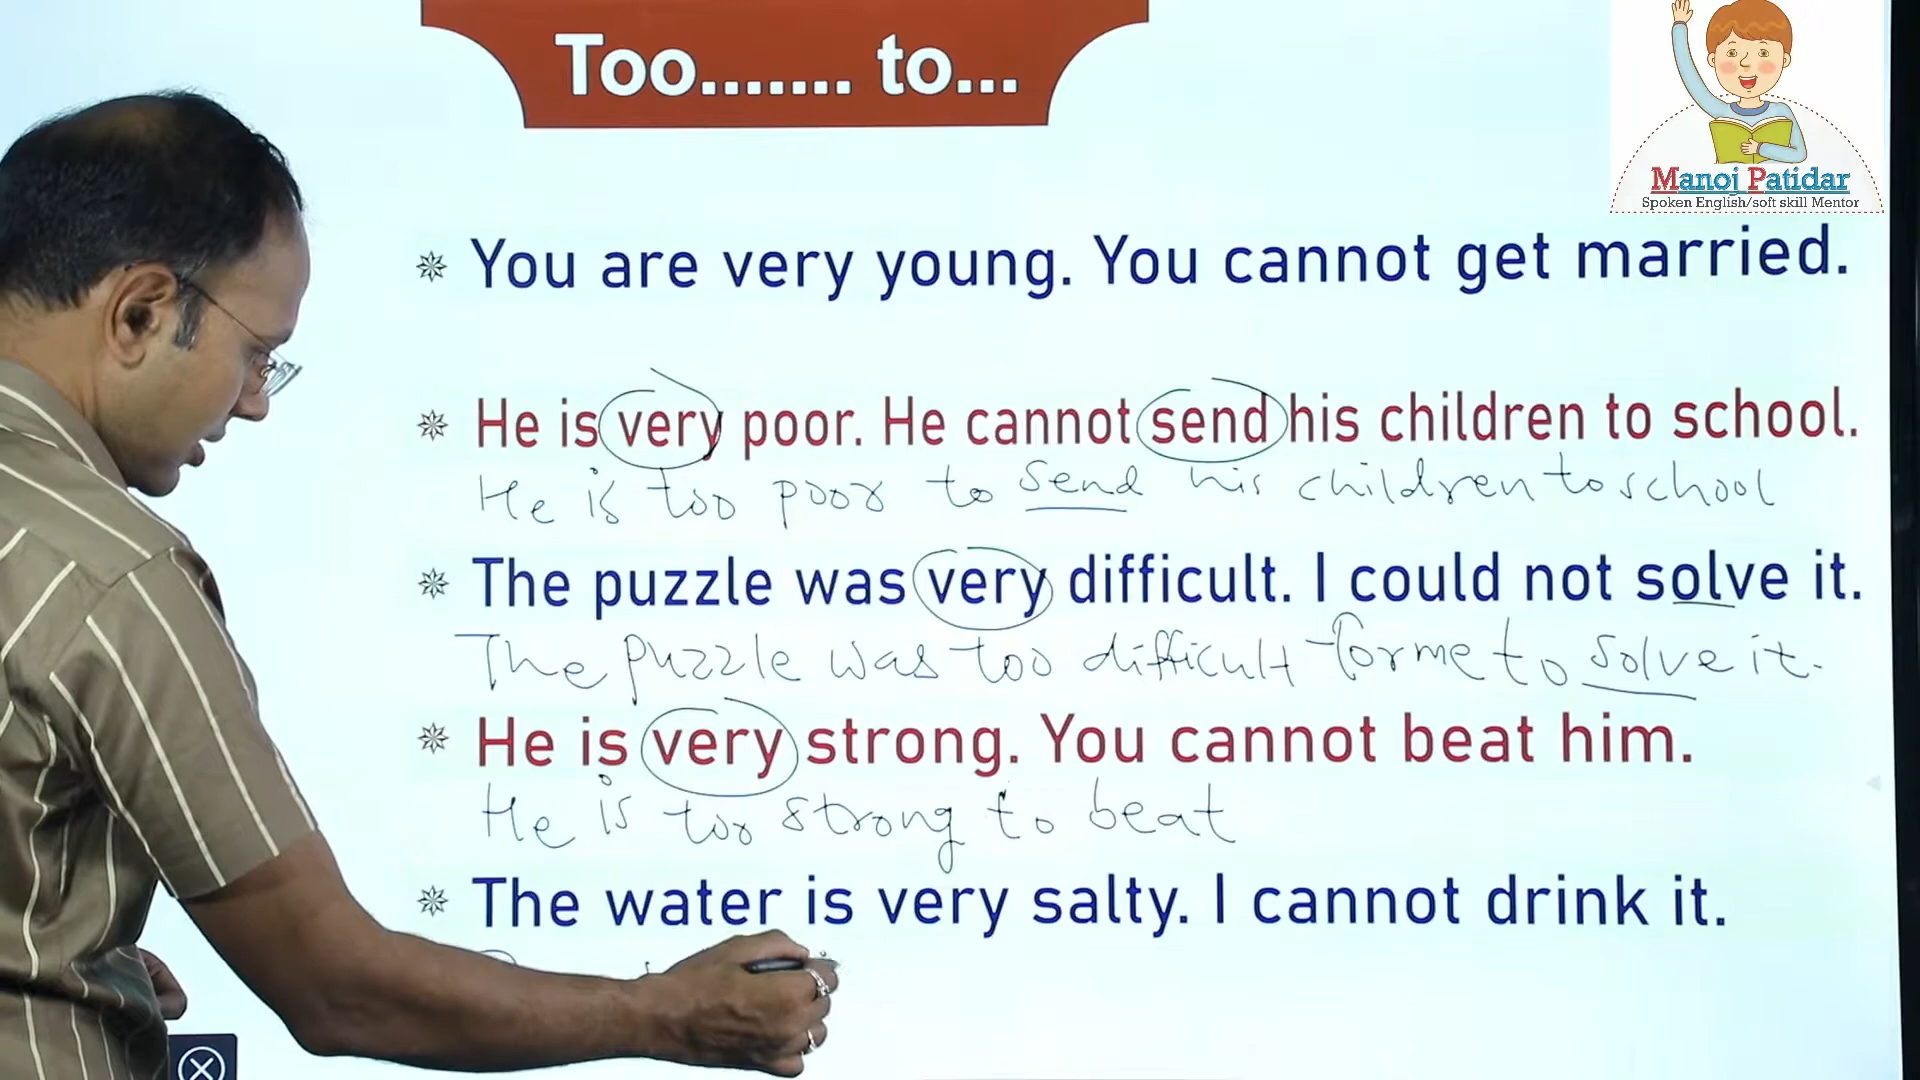 Too....... to...
Manoj Patidar
Spoken English/soft skill Mentor
You are very young. You cannot get married.
He is very poor. He cannot send his children to school.
He is too poor to send his children to school
The puzzle was very difficult. I could not solve it.
The puzzle was too difficult for me to solve it.
He is very strong. You cannot beat him.
He is too strong to beat
The water is very salty. I cannot drink it.